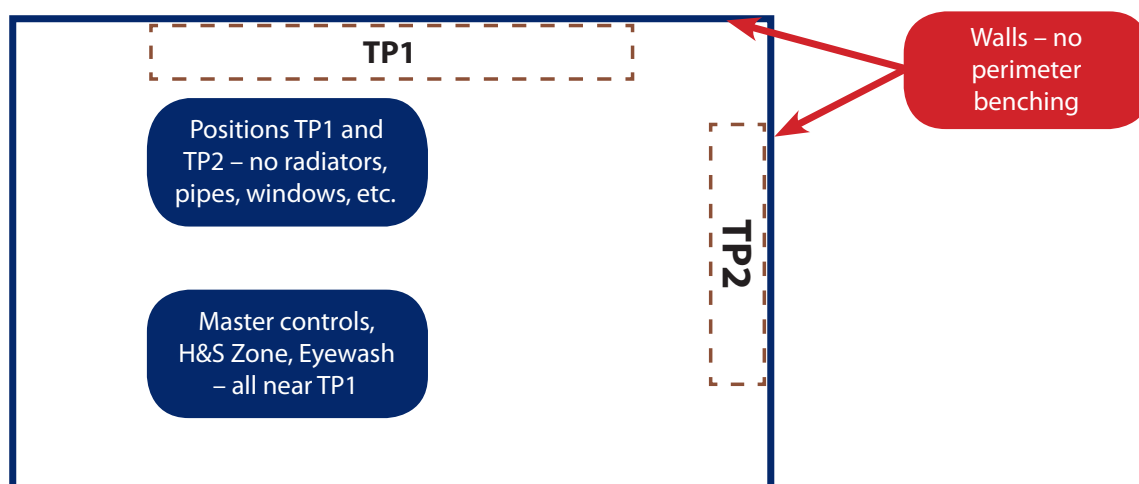 TP1
Walls – no
perimeter
benching
Positions TP1 and
TP2 – no radiators,
pipes, windows, etc.
TP2
Master controls,
H&S Zone, Eyewash
– all near TP1